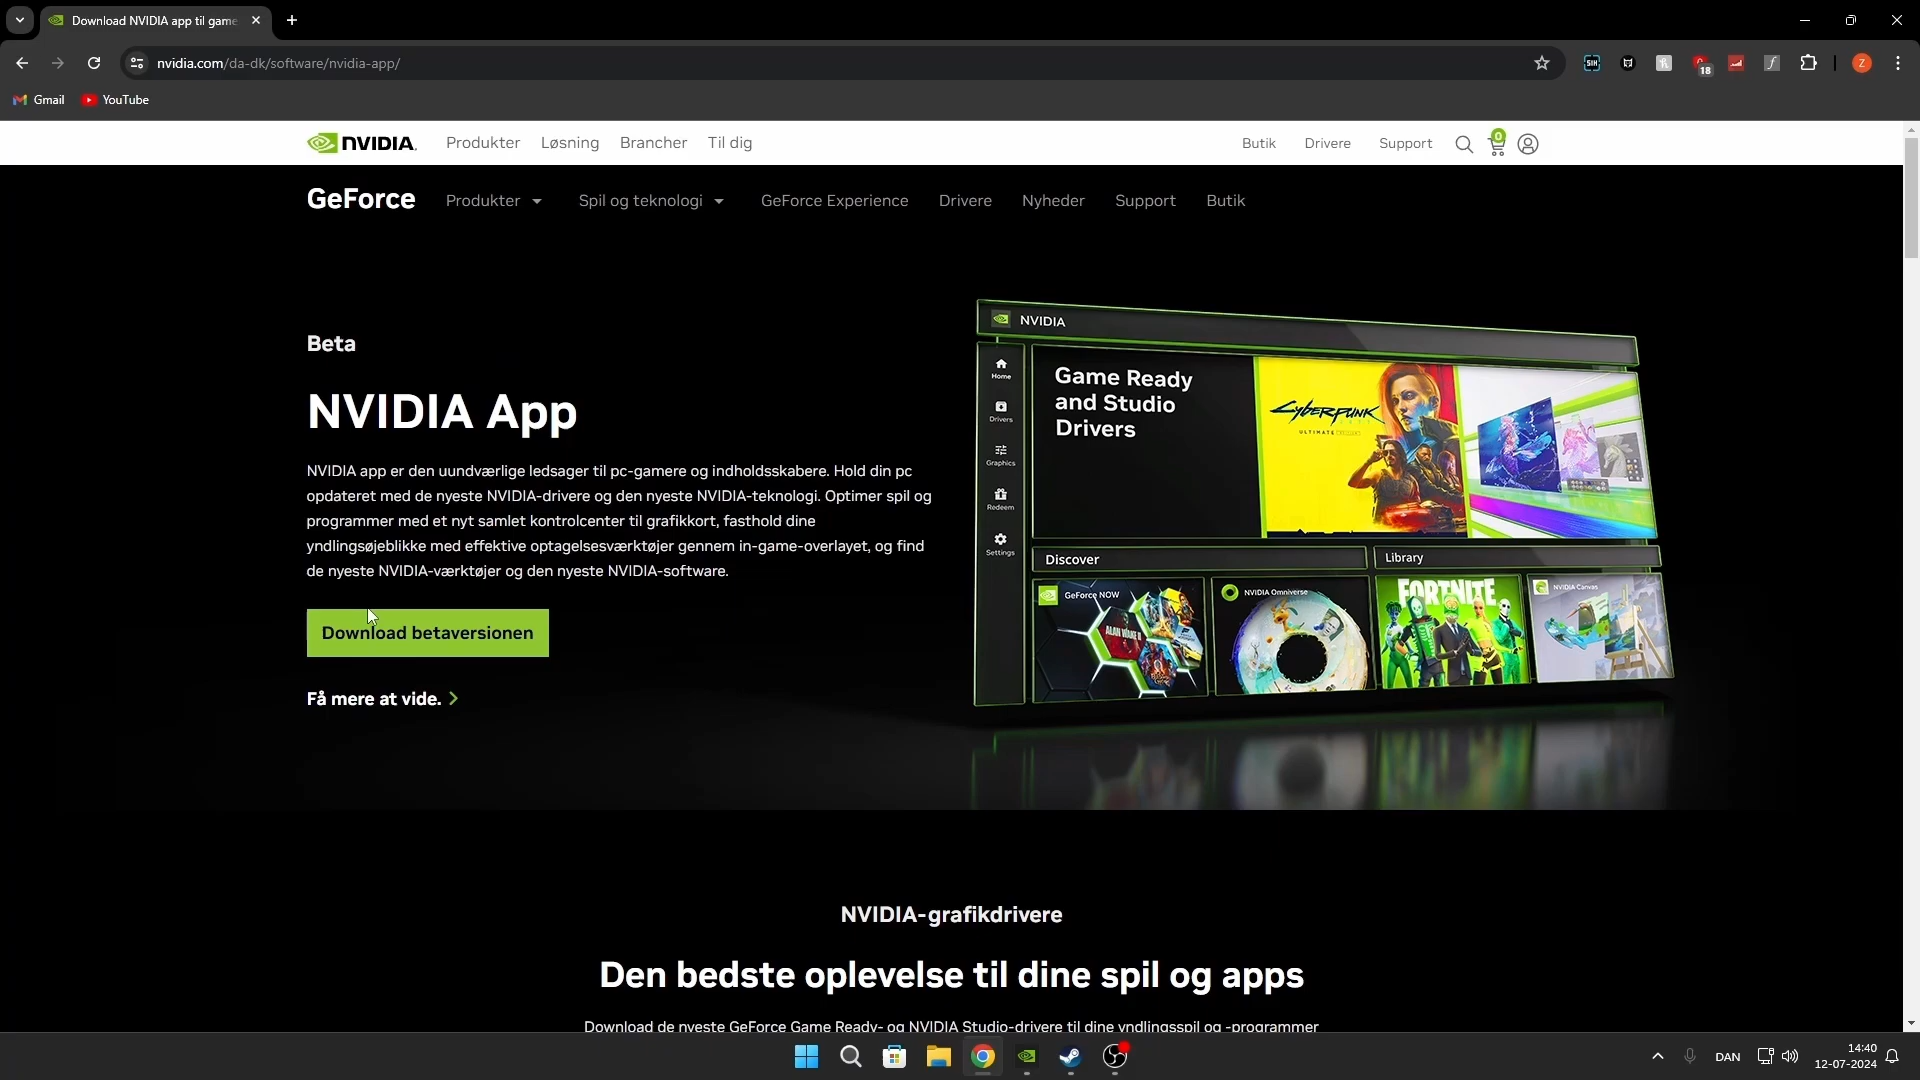 Download NVIDIA app til game
nvidia.com/da-dk/software/nvidia-app/
SIH
18
Z
Gmail
YouTube
NVIDIA.
Produkter
Løsning
Brancher
Til dig
Butik
Drivere
Support
0
GeForce
Produkter
Spil og teknologi
GeForce Experience
Drivere
Nyheder
Support
Butik
Beta
NVIDIA App
NVIDIA app er den uundværlige ledsager til pc-gamere og indholdsskabere. Hold din pc
opdateret med de nyeste NVIDIA-drivere og den nyeste NVIDIA-teknologi. Optimer spil og
programmer med et nyt samlet kontrolcenter til grafikkort, fasthold dine
yndlingsøjeblikke med effektive optagelsesværktøjer gennem in-game-overlayet, og find
de nyeste NVIDIA-værktøjer og den nyeste NVIDIA-software.
Download betaversionen
Få mere at vide.
NVIDIA
Home
Drivers
Graphics
Redeem
Settings
Game Ready
and Studio
Drivers
CYBERPUNK
ULTIMATE
Discover
Library
GeForce NOW
ALAN WAKE II
NVIDIA Omniverse
FORTNITE
NVIDIA Canvas
NVIDIA-grafikdrivere
Den bedste oplevelse til dine spil og apps
Download de nyeste GeForce Game Ready- og NVIDIA Studio-drivere til dine yndlingsspil og -programmer
DAN
14:40
12-07-2024